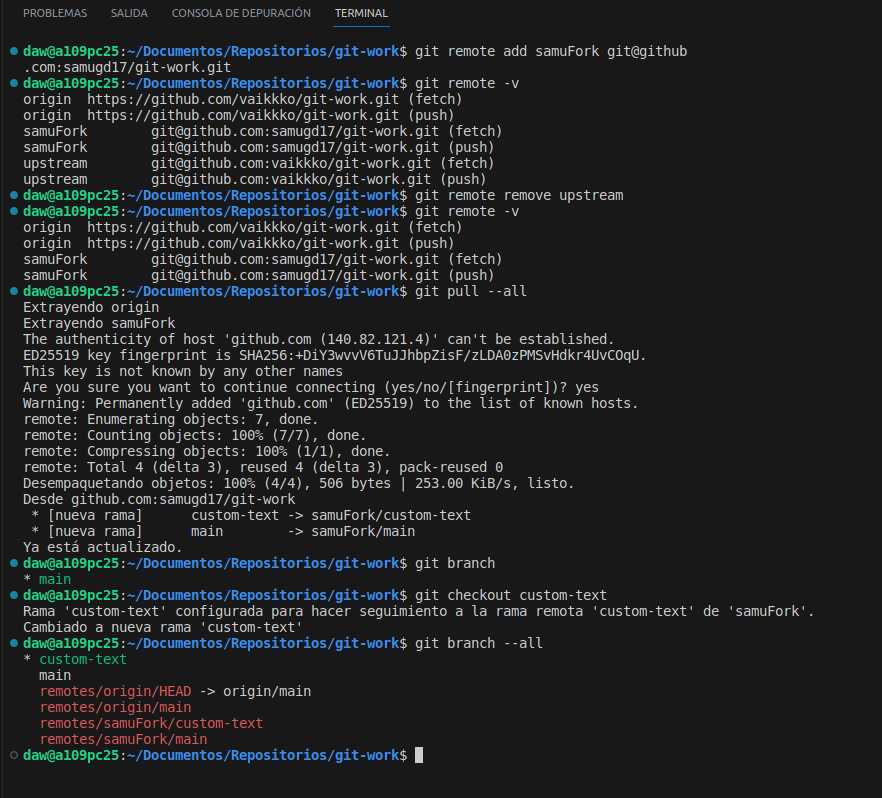 PROBLEMAS SALIDA CONSOLA DE DEPURACIÓN TERMINAL
daw@a109pc25:~/Documentos/Repositorios/git-work$ git remote add samuFork git@github
.com:samugd17/git-work.git
daw@a109pc25:~/Documentos/Repositorios/git-work$ git remote -v
origin  https://github.com/vaikkko/git-work.git (fetch)
origin  https://github.com/vaikkko/git-work.git (push)
samuFork        git@github.com:samugd17/git-work.git (fetch)
samuFork        git@github.com:samugd17/git-work.git (push)
upstream        git@github.com:vaikkko/git-work.git (fetch)
upstream        git@github.com:vaikkko/git-work.git (push)
daw@a109pc25:~/Documentos/Repositorios/git-work$ git remote remove upstream
daw@a109pc25:~/Documentos/Repositorios/git-work$ git remote -v
origin  https://github.com/vaikkko/git-work.git (fetch)
origin  https://github.com/vaikkko/git-work.git (push)
samuFork        git@github.com:samugd17/git-work.git (fetch)
samuFork        git@github.com:samugd17/git-work.git (push)
daw@a109pc25:~/Documentos/Repositorios/git-work$ git pull --all
Extrayendo origin
Extrayendo samuFork
The authenticity of host 'github.com (140.82.121.4)' can't be established.
ED25519 key fingerprint is SHA256:+DiY3wvvV6TuJJhbpZisF/zLDA0zPMSvHdkr4UvCOqU.
This key is not known by any other names
Are you sure you want to continue connecting (yes/no/[fingerprint])? yes
Warning: Permanently added 'github.com' (ED25519) to the list of known hosts.
remote: Enumerating objects: 7, done.
remote: Counting objects: 100% (7/7), done.
remote: Compressing objects: 100% (1/1), done.
remote: Total 4 (delta 3), reused 4 (delta 3), pack-reused 0
Desempaquetando objetos: 100% (4/4), 506 bytes | 253.00 KiB/s, listo.
Desde github.com:samugd17/git-work
 * [nueva rama]      custom-text -> samuFork/custom-text
 * [nueva rama]      main        -> samuFork/main
Ya está actualizado.
daw@a109pc25:~/Documentos/Repositorios/git-work$ git branch
* main
daw@a109pc25:~/Documentos/Repositorios/git-work$ git checkout custom-text
Rama 'custom-text' configurada para hacer seguimiento a la rama remota 'custom-text' de 'samuFork'.
Cambiado a nueva rama 'custom-text'
daw@a109pc25:~/Documentos/Repositorios/git-work$ git branch --all
* custom-text
  main
  remotes/origin/HEAD -> origin/main
  remotes/origin/main
  remotes/samuFork/custom-text
  remotes/samuFork/main
daw@a109pc25:~/Documentos/Repositorios/git-work$